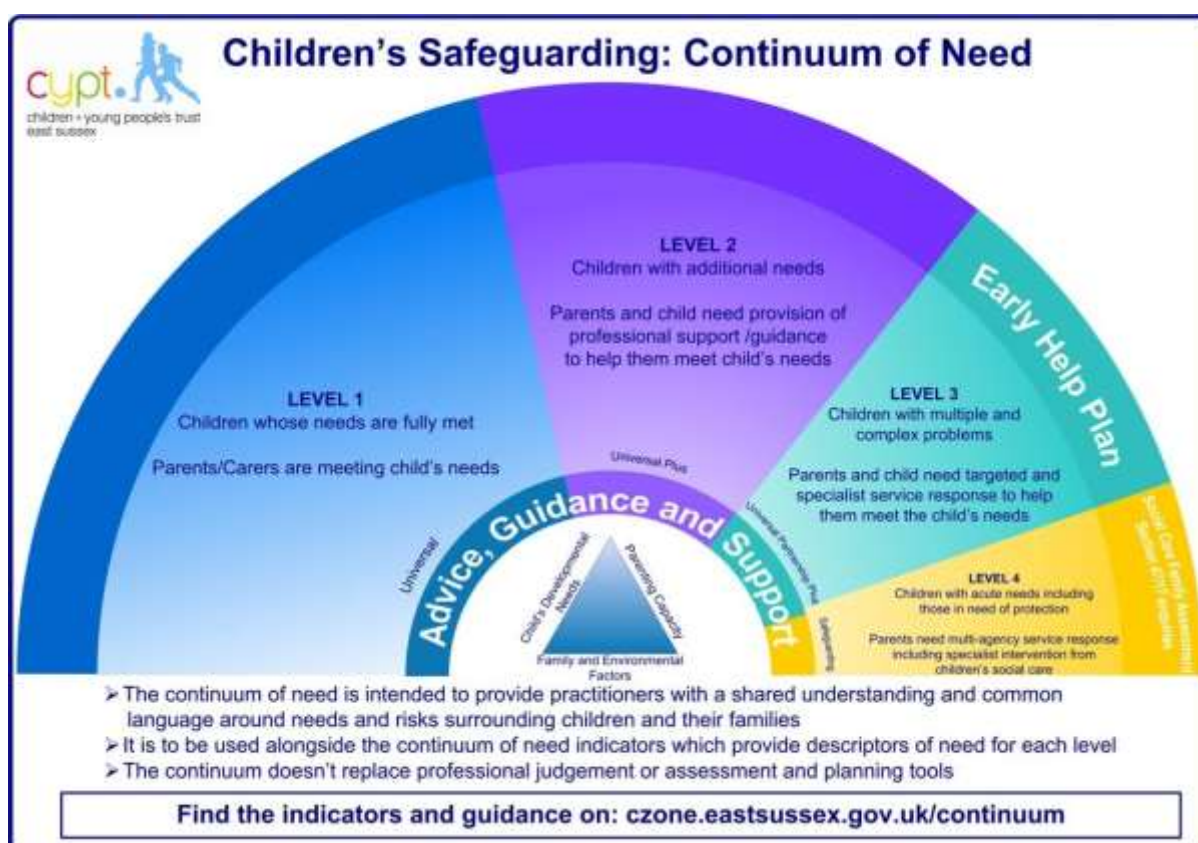 Children's Safeguarding: Continuum of Need
cypt.
children + young people's trust
east sussex
LEVEL 1
Children whose needs are fully met
Parents/Carers are meeting child's needs
LEVEL 2
Children with additional needs
Parents and child need provision of
professional support /guidance
to help them meet child's needs
Early Help Plan
LEVEL 3
Children with multiple and
complex problems
Parents and child need targeted and
specialist service response to help
them meet the child's needs
Social Care Family Assessment
LEVEL 4
Children with acute needs including
those in need of protection
Parents need multi-agency service response
including specialist intervention from
children's social care
Universal
Universal Plus
Universal Partnership Plus
Safeguarding
Advice, Guidance and Support
Child's Developmental
Needs
Parenting Capacity
Family and Environmental
Factors
➤ The continuum of need is intended to provide practitioners with a shared understanding and common
language around needs and risks surrounding children and their families
➤ It is to be used alongside the continuum of need indicators which provide descriptors of need for each level
➤ The continuum doesn't replace professional judgement or assessment and planning tools
Find the indicators and guidance on: czone.eastsussex.gov.uk/continuum